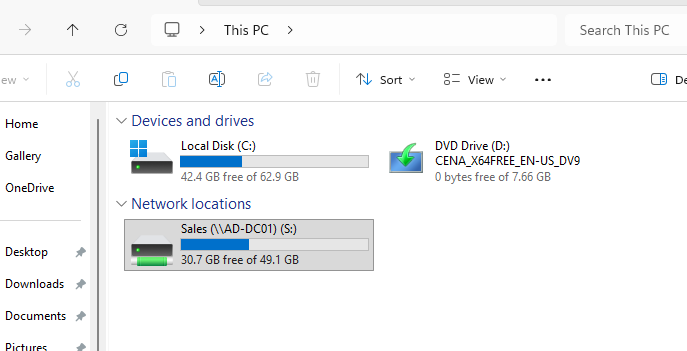 This PC
Search This PC
ew
Sort
View
De
Home
Gallery
OneDrive
Desktop
Downloads
Documents
Pictures
Devices and drives
Local Disk (C:)
42.4 GB free of 62.9 GB
DVD Drive (D:)
CENA_X64FREE_EN-US_DV9
0 bytes free of 7.66 GB
Network locations
Sales (\\AD-DC01) (S:)
30.7 GB free of 49.1 GB